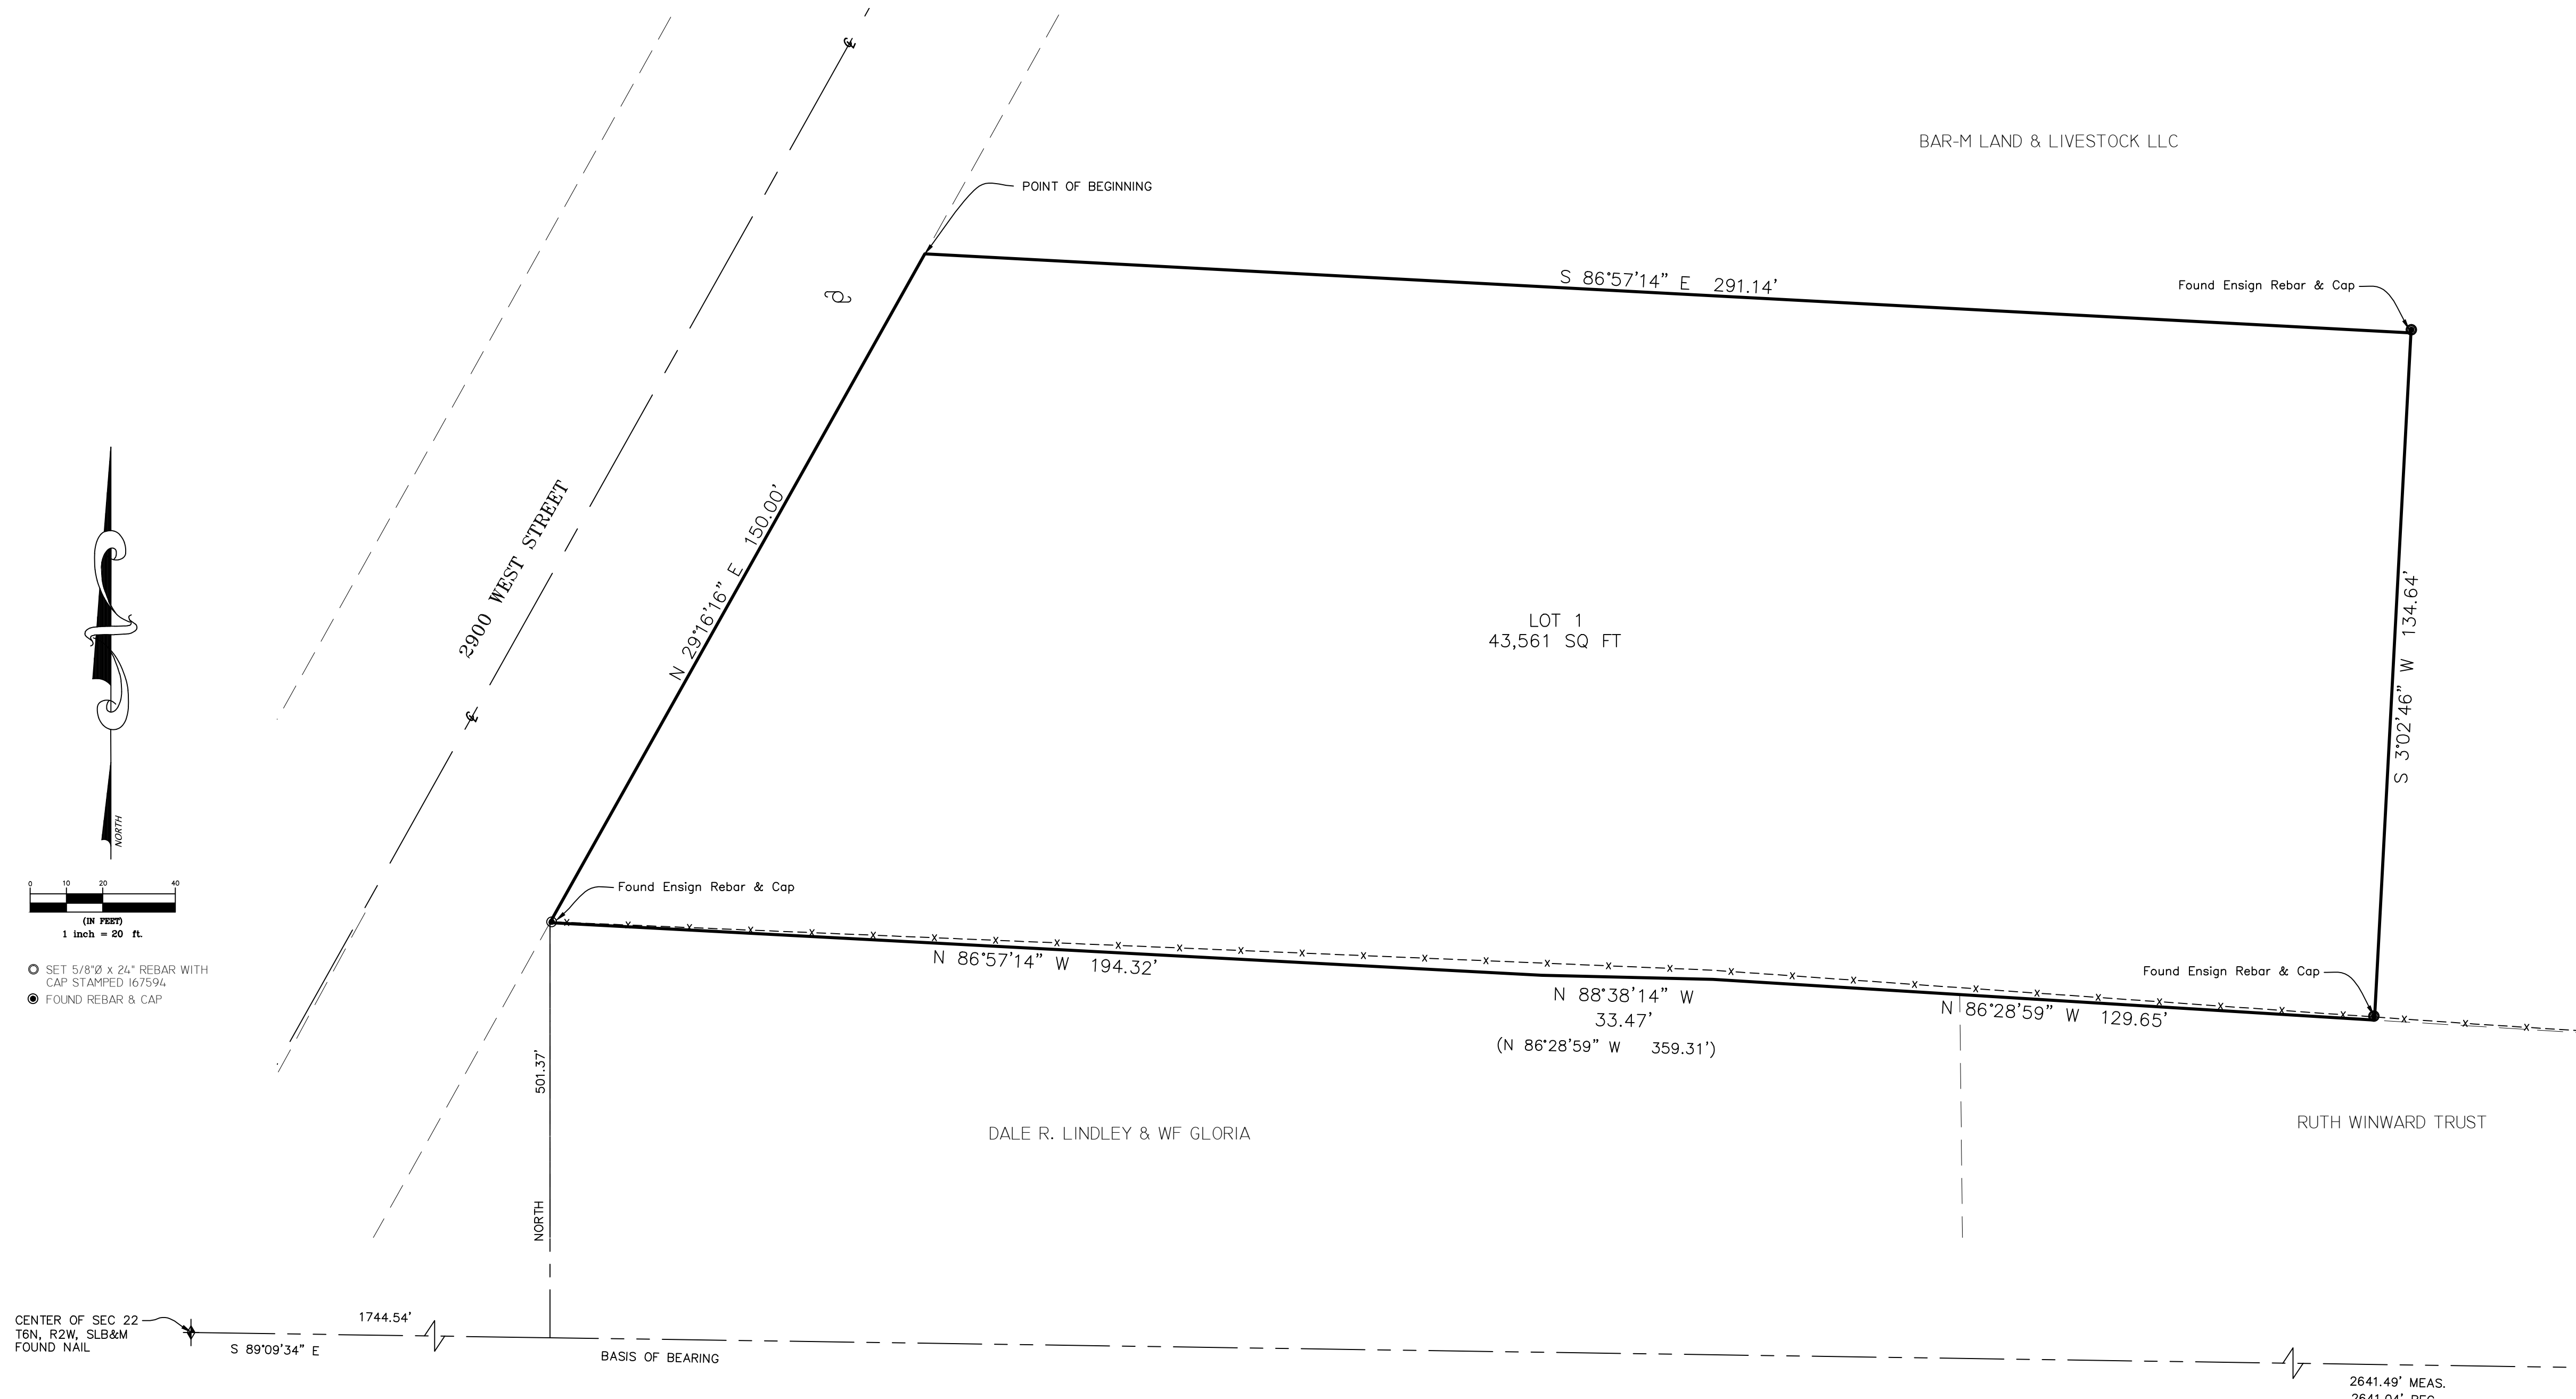 BAR-M LAND & LIVESTOCK LLC
POINT OF BEGINNING
S 86°57'14" E 291.14'
Found Ensign Rebar & Cap
2900 WEST STREET
N 29°16'16" E 150.00'
LOT 1
43,561 SQ FT
S 3°02'46" W 134.64'
NORTH
0 10 20 40
(IN FEET)
1 inch = 20 ft.
SET 5/8"Ø x 24" REBAR WITH
CAP STAMPED 167594
FOUND REBAR & CAP
Found Ensign Rebar & Cap
N 86°57'14" W 194.32'
N 88°38'14" W
33.47'
(N 86°28'59" W 359.31')
Found Ensign Rebar & Cap
N 86°28'59" W 129.65'
501.37'
NORTH
DALE R. LINDLEY & WF GLORIA
RUTH WINWARD TRUST
CENTER OF SEC 22
T6N, R2W, SLB&M
FOUND NAIL
1744.54'
S 89°09'34" E
BASIS OF BEARING
2641.49' MEAS.